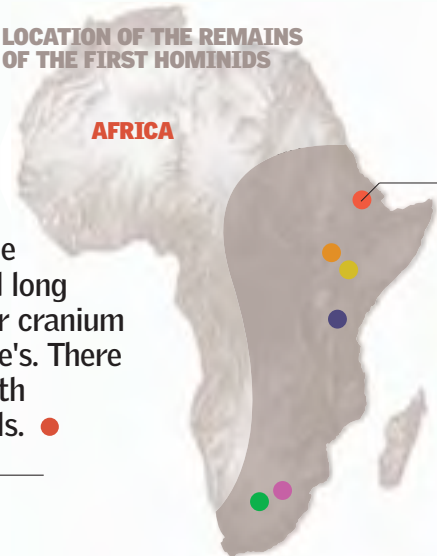 LOCATION OF THE REMAINS
OF THE FIRST HOMINIDS
AFRICA
e
long
r cranium
e's. There
th
ls.